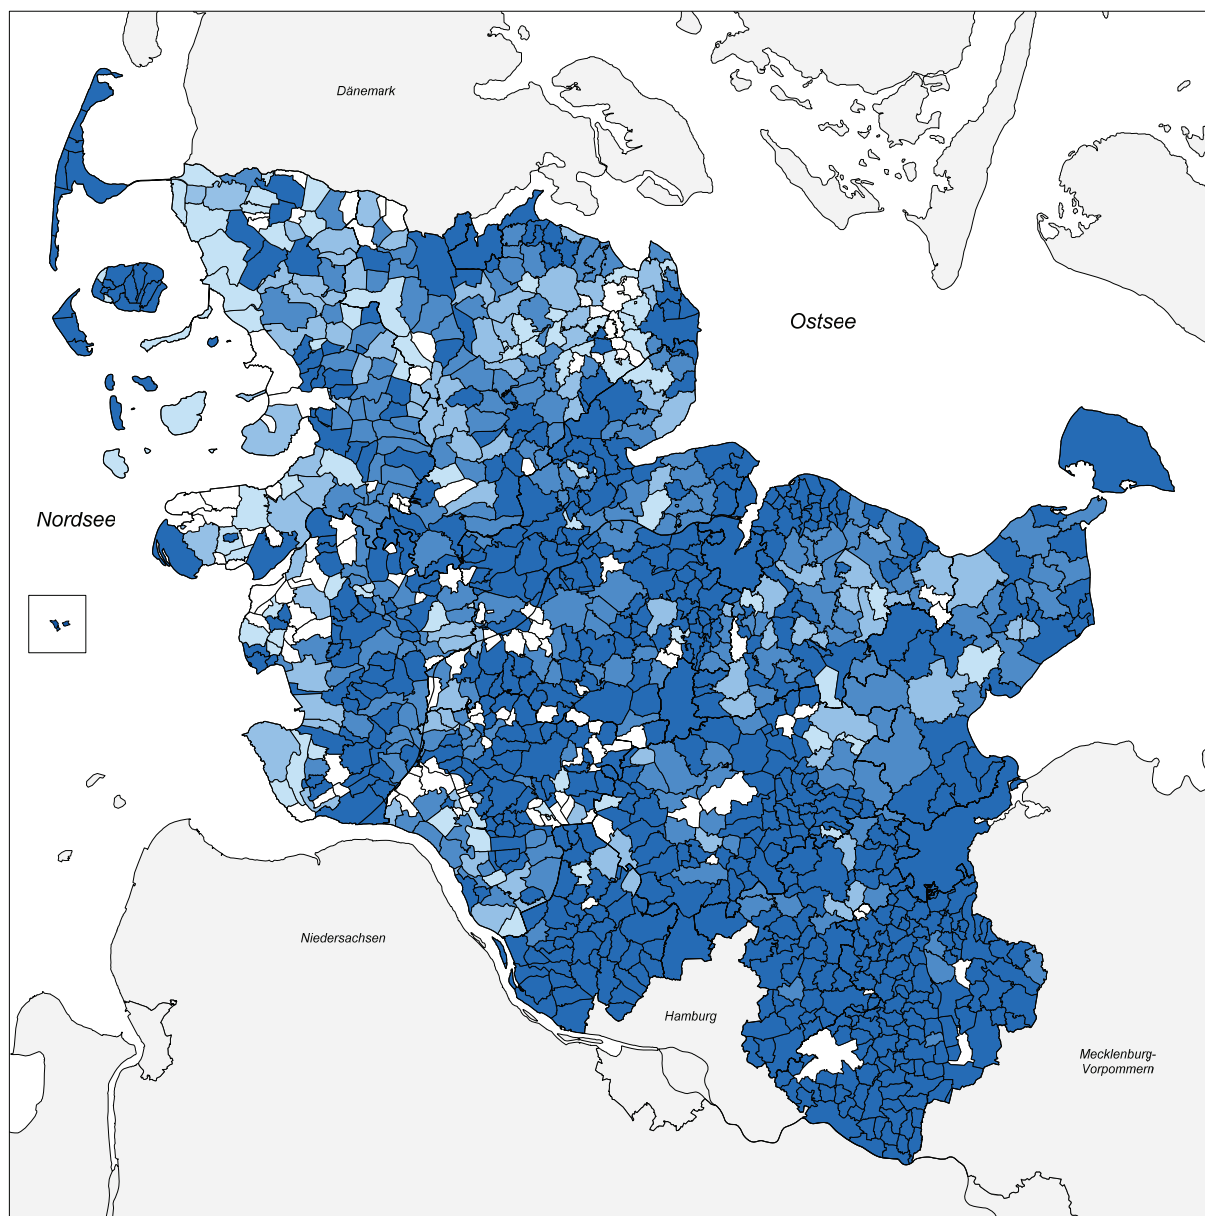 Dänemark
Ostsee
Nordsee
Niedersachsen
Hamburg
Mecklenburg-
Vorpommern